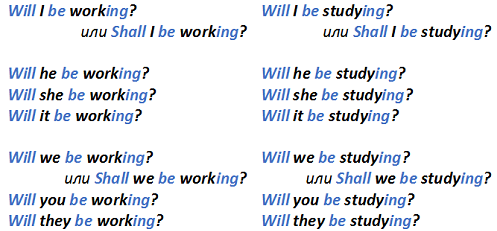 Will I be working?
или Shall I be working?
Will he be working?
Will she be working?
Will it be working?
Will we be working?
или Shall we be working?
Will you be working?
Will they be working?
Will I be studying?
или Shall I be studying?
Will he be studying?
Will she be studying?
Will it be studying?
Will we be studying?
или Shall we be studying?
Will you be studying?
Will they be studying?